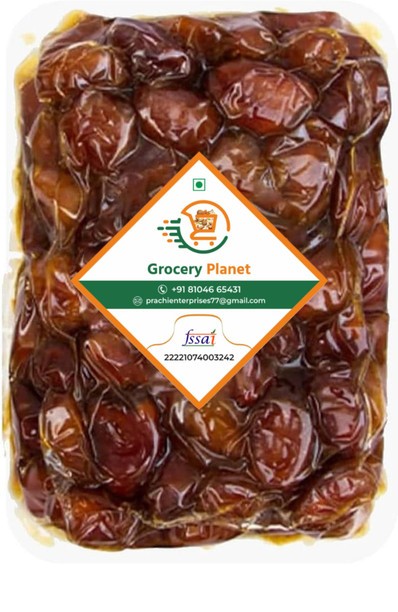 Grocery Planet
+91 81046 65431
prachienterprises77@gmail.com
fssai
22221074003242